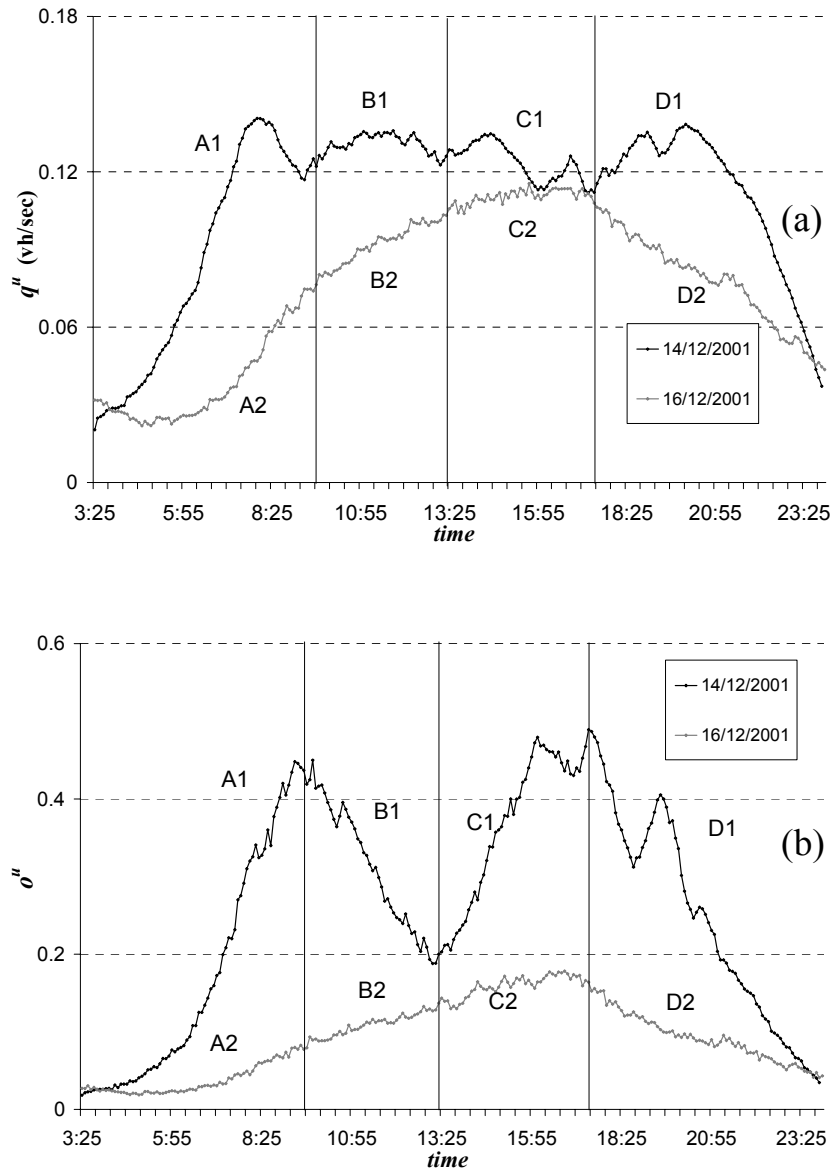 0.18
B1
D1
C1
A1
0.12
q^u (vh/sec)
(a)
C2
B2
D2
0.06
14/12/2001
A2
16/12/2001
0
3:25 5:55 8:25 10:55 13:25 15:55 18:25 20:55 23:25
time
0.6
14/12/2001
16/12/2001
A1
0.4
B1
C1
D1
(b)
o^u
0.2
B2
C2
D2
A2
0
3:25 5:55 8:25 10:55 13:25 15:55 18:25 20:55 23:25
time